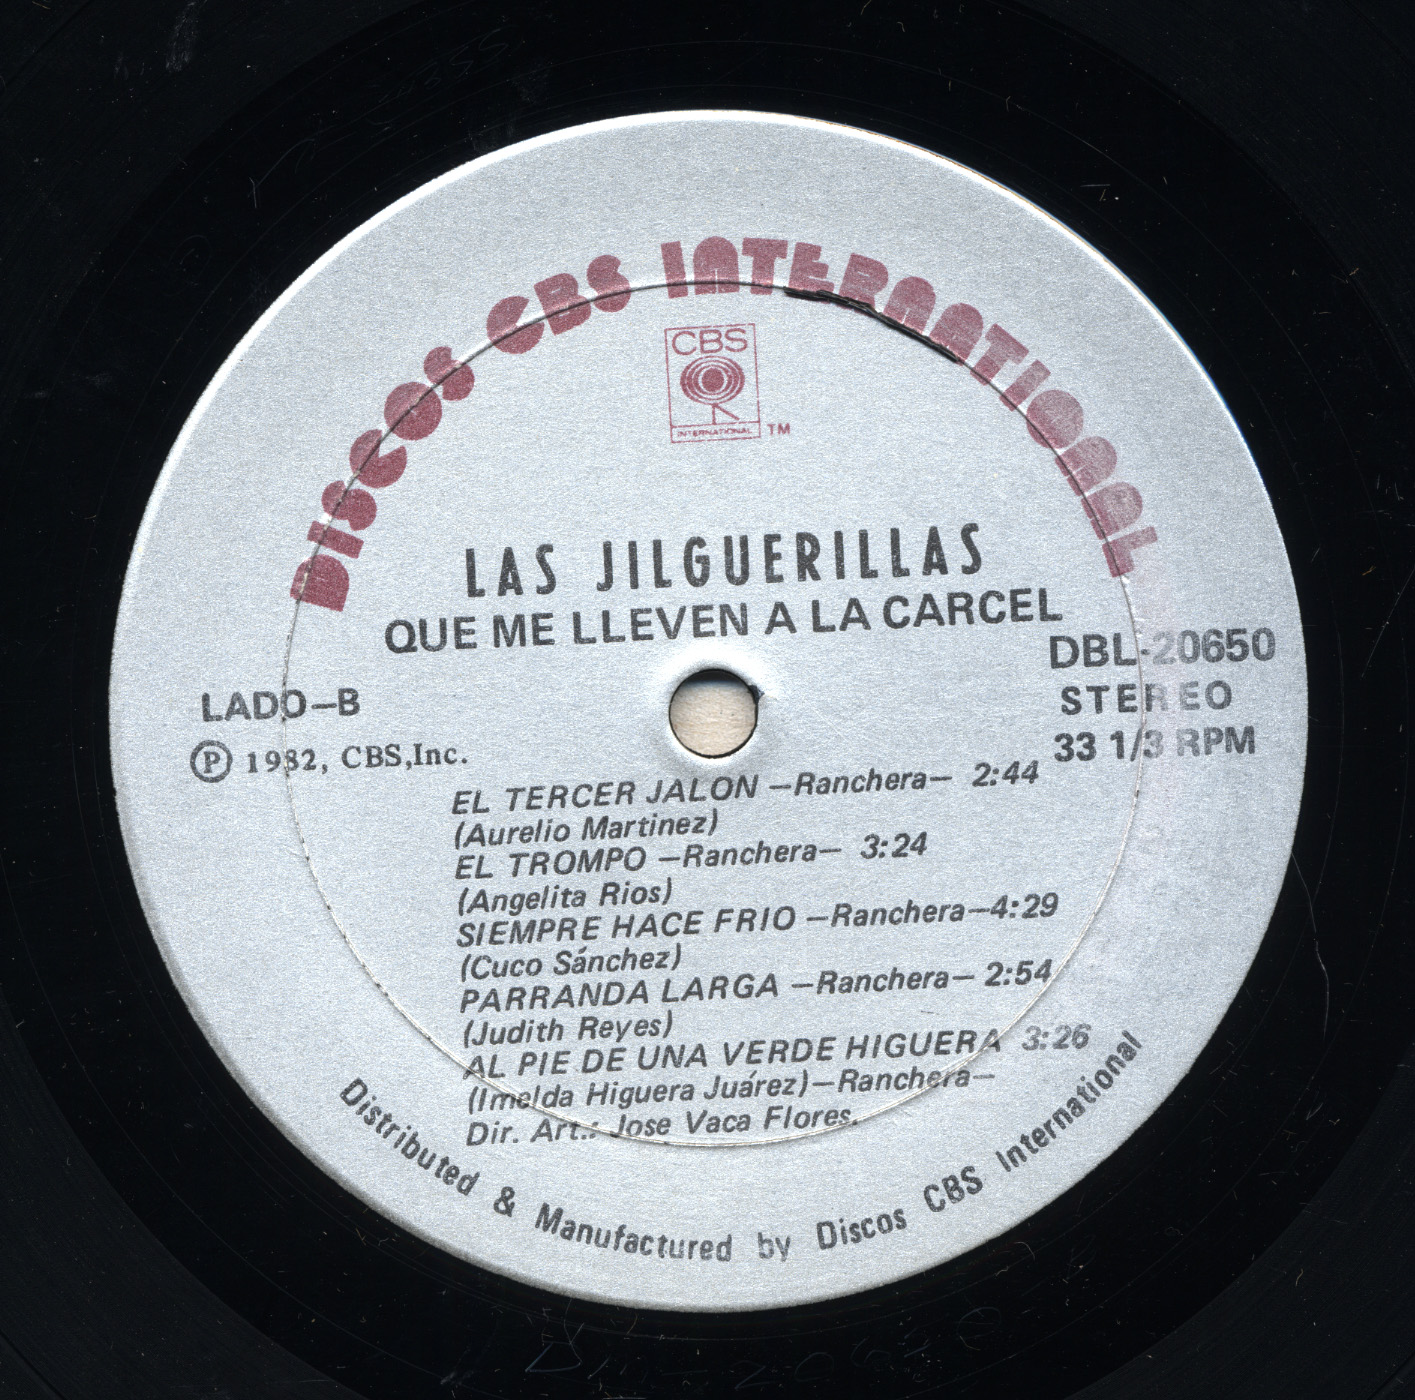 DISCOS CBS INTERNATIONAL
CBS
INTERNATIONAL TM
LAS JILGUERILLAS
QUE ME LLEVEN A LA CARCEL
DBL-20650
LADO-B
STEREO
Ⓟ 1982, CBS,Inc.
33 1/3 RPM
EL TERCER JALON —Ranchera— 2:44
(Aurelio Martinez)
EL TROMPO —Ranchera— 3:24
(Angelita Rios)
SIEMPRE HACE FRIO —Ranchera—4:29
(Cuco Sánchez)
PARRANDA LARGA —Ranchera— 2:54
(Judith Reyes)
AL PIE DE UNA VERDE HIGUERA 3:26
(Imelda Higuera Juárez)—Ranchera—
Dir. Art.: Jose Vaca Flores.
Distributed & Manufactured by Discos CBS International